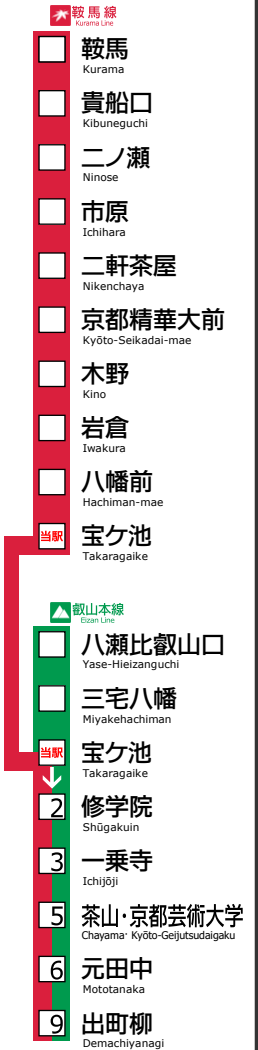 鞍馬線
Kurama Line
鞍馬
Kurama
貴船口
Kibuneguchi
二ノ瀬
Ninose
市原
Ichihara
二軒茶屋
Nikenchaya
京都精華大前
Kyōto-Seikadai-mae
木野
Kino
岩倉
Iwakura
八幡前
Hachiman-mae
当駅 宝ケ池
Takaragaike
叡山本線
Eizan Line
八瀬比叡山口
Yase-Hieizanguchi
三宅八幡
Miyakehachiman
当駅 宝ケ池
Takaragaike
2 修学院
Shūgakuin
3 一乗寺
Ichijōji
5 茶山·京都芸術大学
Chayama· Kyōto-Geijutsudaigaku
6 元田中
Mototanaka
9 出町柳
Demachiyanagi